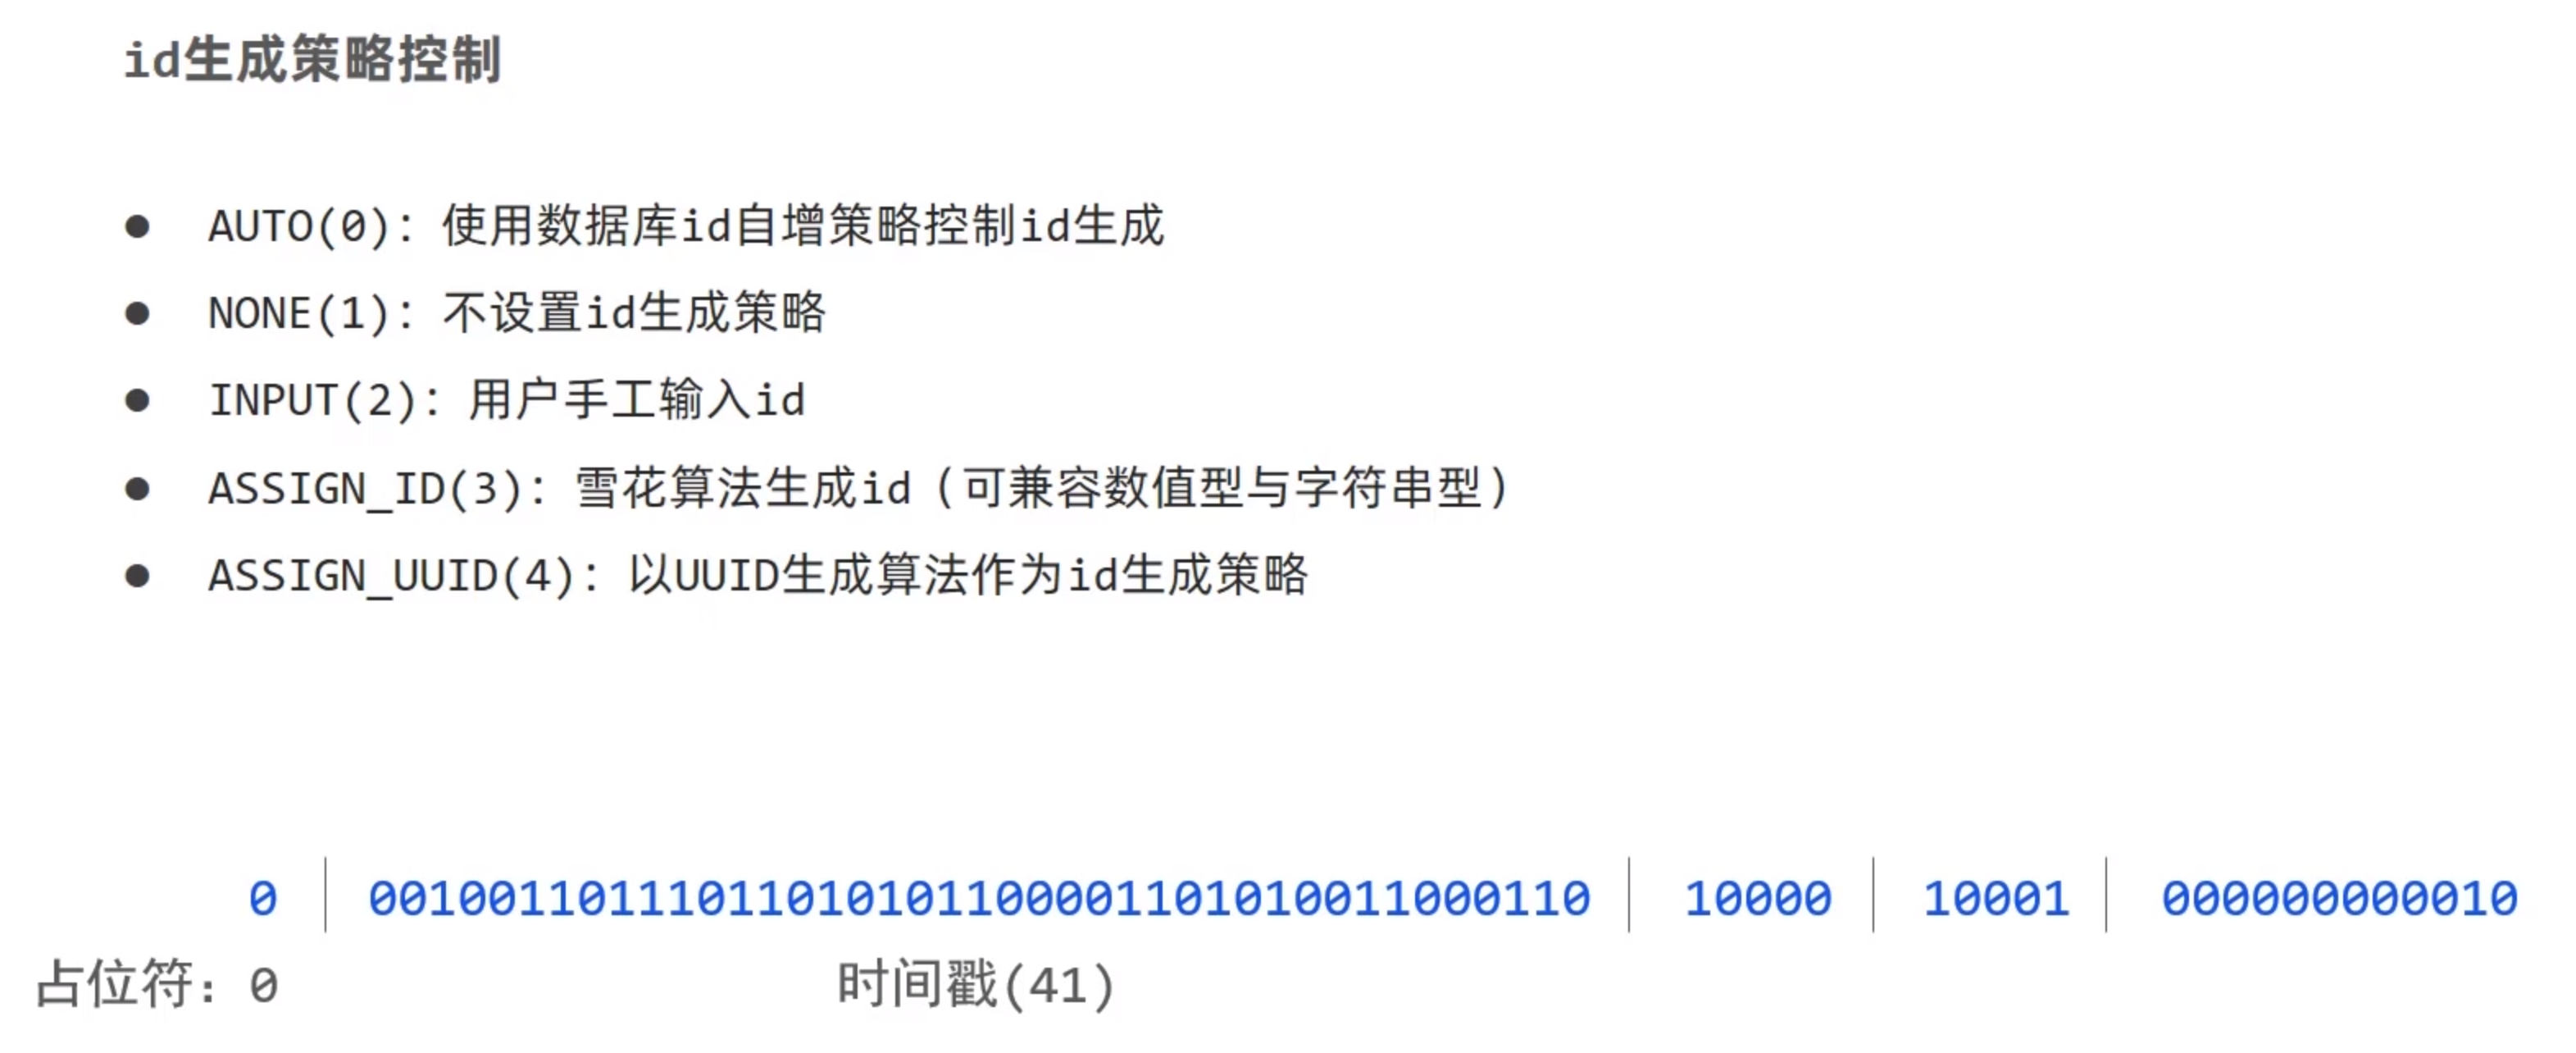 id生成策略控制
● AUTO(0)：使用数据库id自增策略控制id生成
● NONE(1)：不设置id生成策略
● INPUT(2)：用户手工输入id
● ASSIGN_ID(3)：雪花算法生成id（可兼容数值型与字符串型）
● ASSIGN_UUID(4)：以UUID生成算法作为id生成策略
0 | 00100110111011010101100001101010011000110 | 10000 | 10001 | 000000000010
占位符：0 时间戳(41)